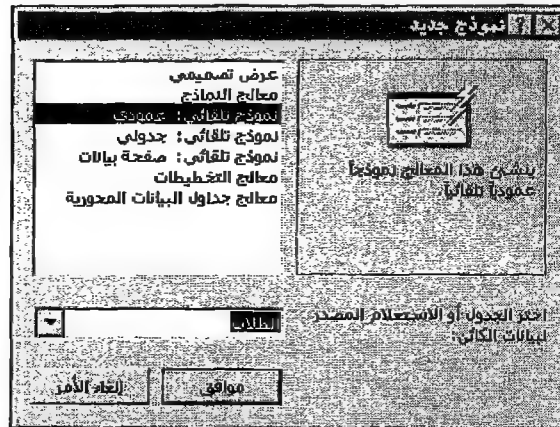 نموذج جديد
عرض تصميمي
معالج النماذج
نموذج تلقائي: عمودي
نموذج تلقائي: جدولي
نموذج تلقائي: صفحة بيانات
معالج التخطيطات
معالج جداول البيانات المحورية
ينشئ هذا المعالج نموذجاً
عمودياً تلقائياً.
اختر الجدول أو الاستعلام المصدر
لبيانات الكائن:
الطلاب
موافق
إلغاء الأمر